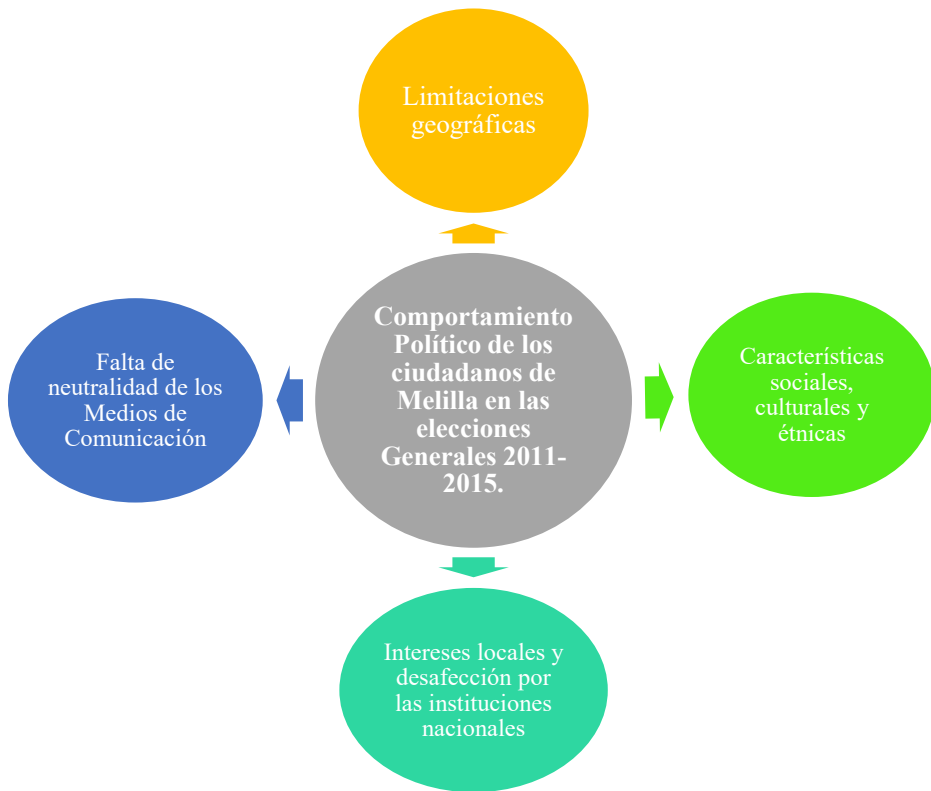 Limitaciones
geográficas
Comportamiento
Político de los
ciudadanos de
Melilla en las
elecciones
Generales 2011-
2015.
Falta de
neutralidad de los
Medios de
Comunicación
Característícas
sociales,
culturales y
étnicas
Intereses locales y
desafección por
las instituciones
nacionales